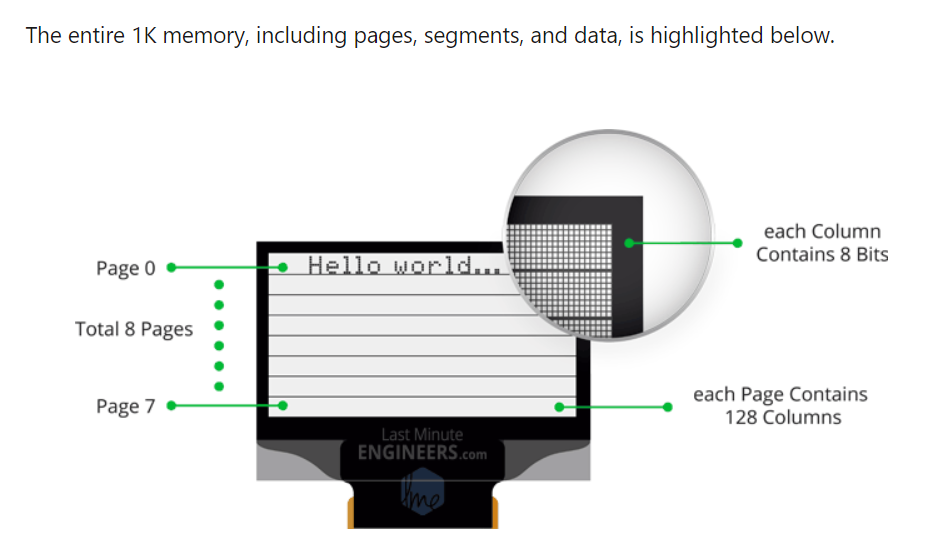 The entire 1K memory, including pages, segments, and data, is highlighted below.
each Column
Contains 8 Bits
Page 0
Hello world...
Total 8 Pages
each Page Contains
128 Columns
Page 7
Last Minute
ENGINEERS.com
lme